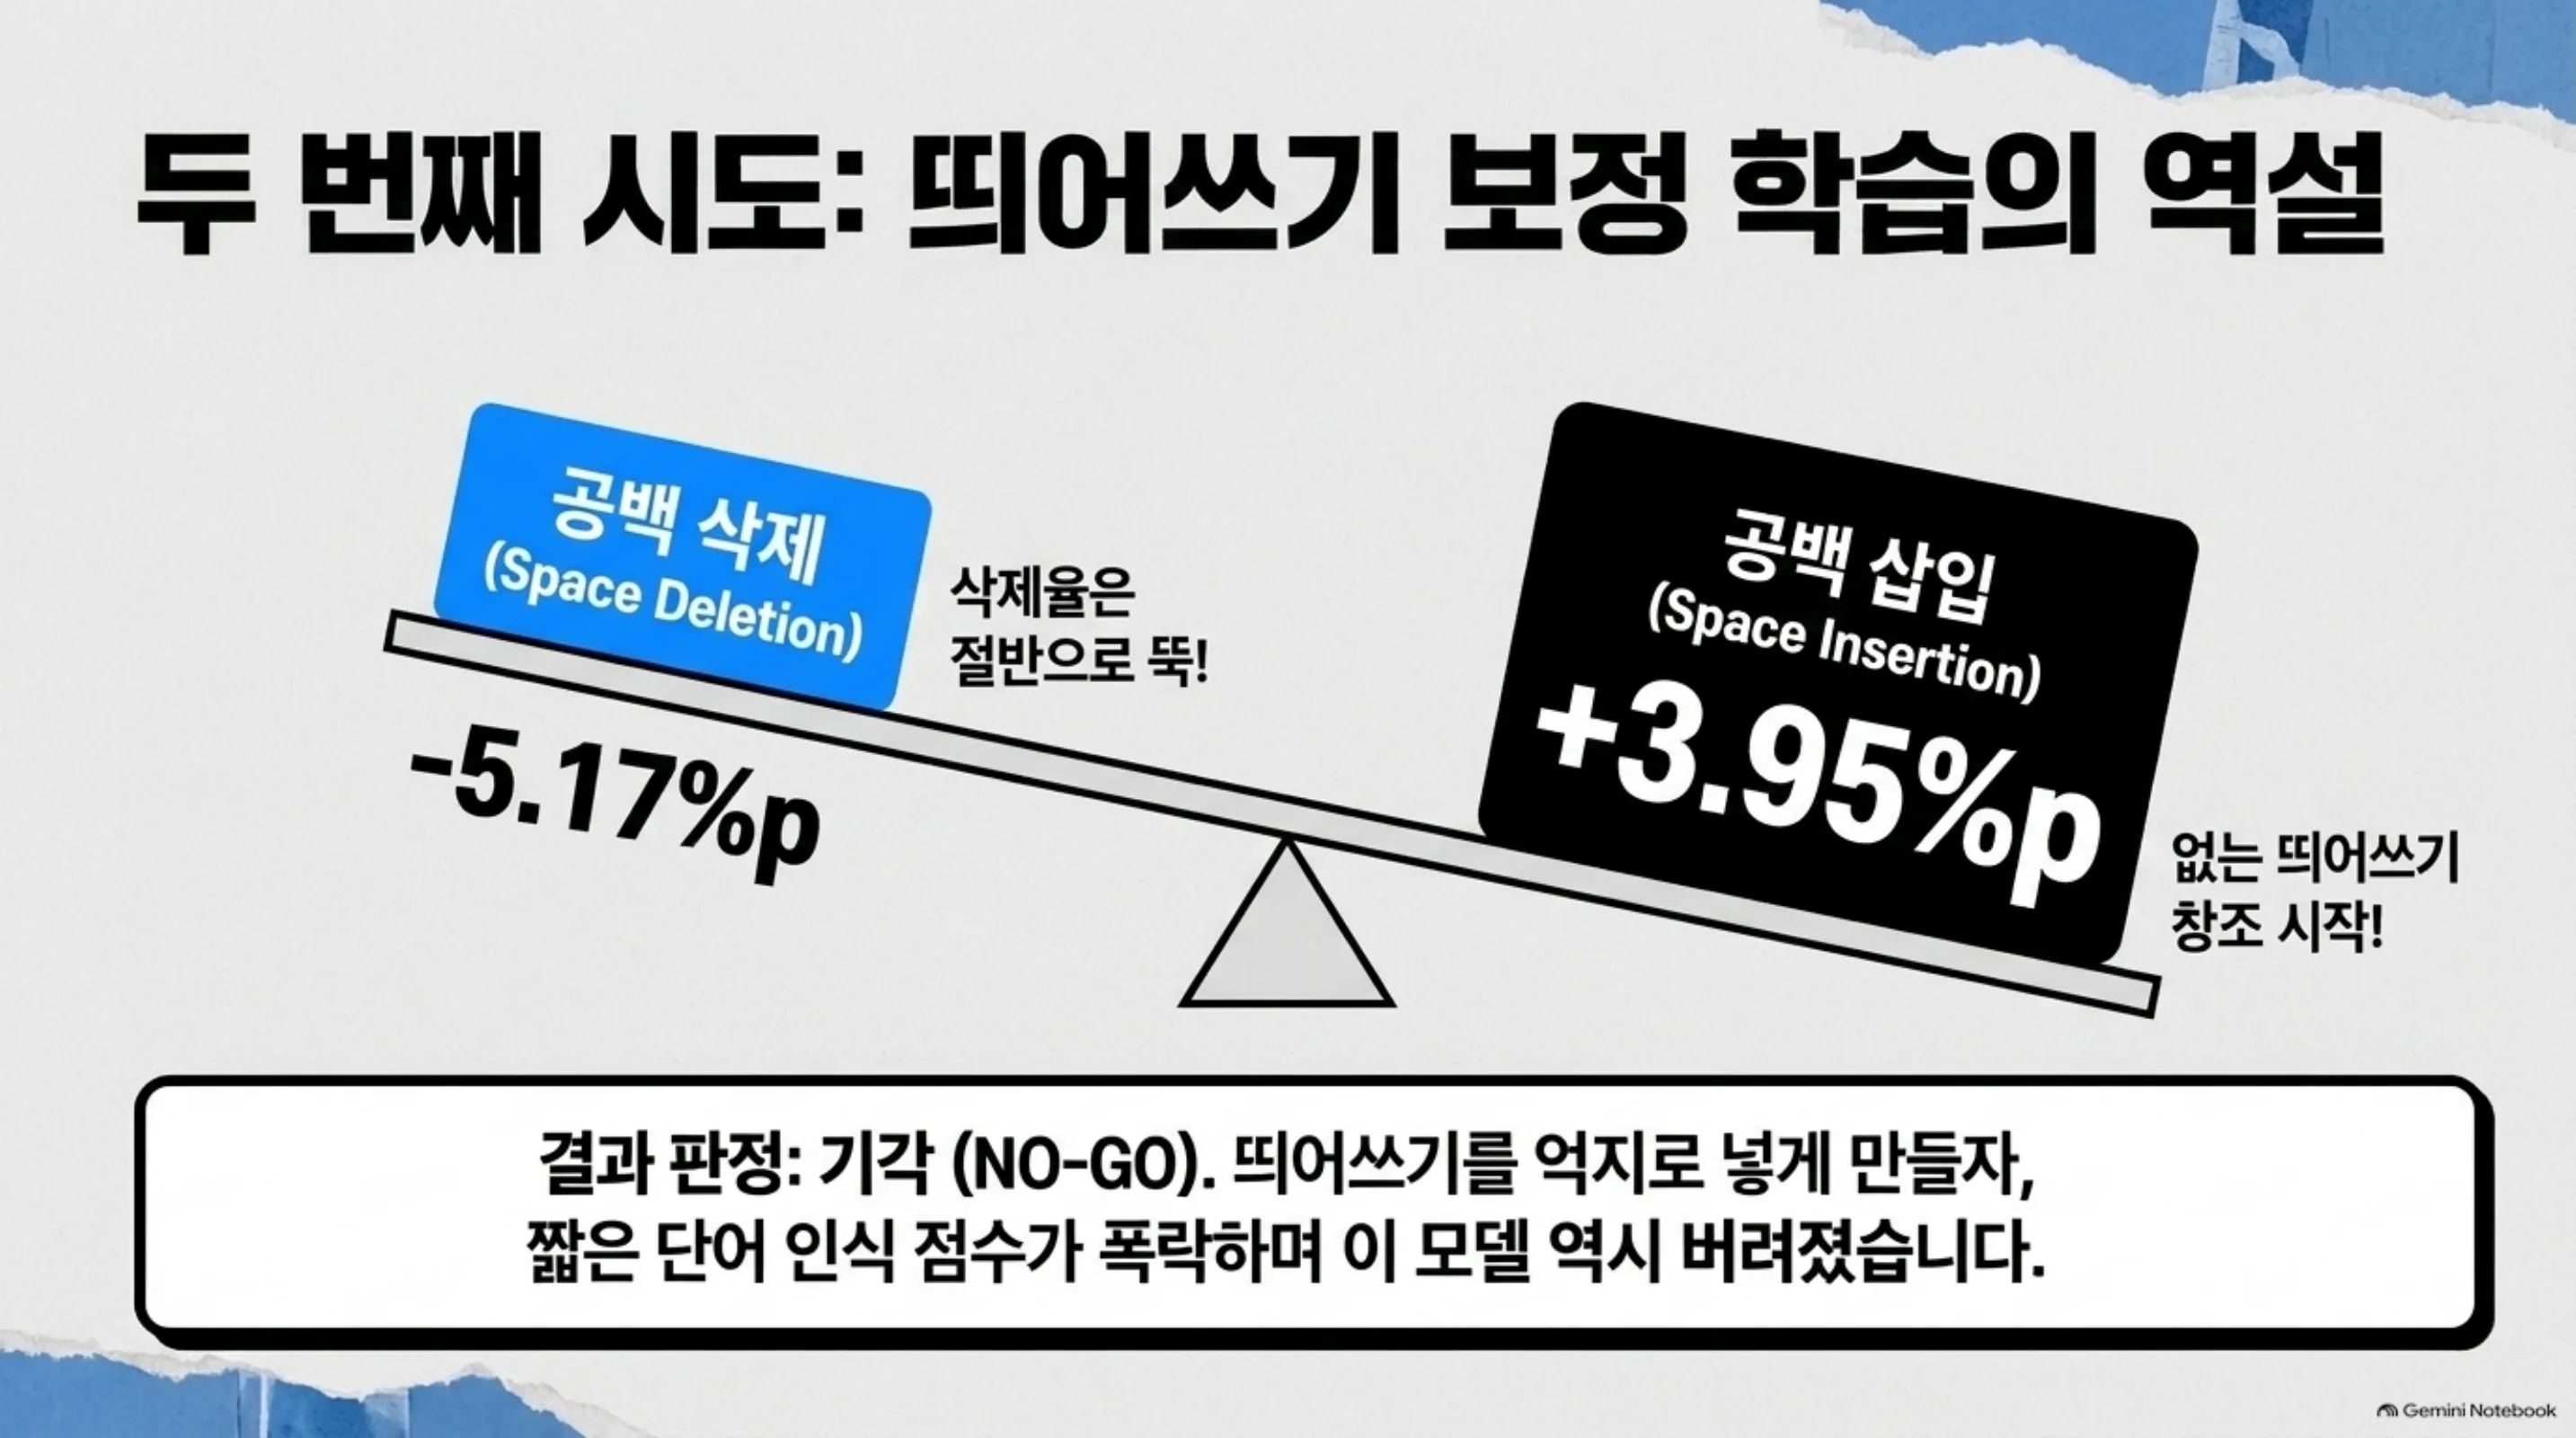 두 번째 시도: 띄어쓰기 보정 학습의 역설
공백 삭제
(Space Deletion)
삭제율은
절반으로 뚝!
-5.17%p
공백 삽입
(Space Insertion)
+3.95%p
없는 띄어쓰기
창조 시작!
결과 판정: 기각 (NO-GO). 띄어쓰기를 억지로 넣게 만들자,
짧은 단어 인식 점수가 폭락하며 이 모델 역시 버려졌습니다.
Gemini Notebook